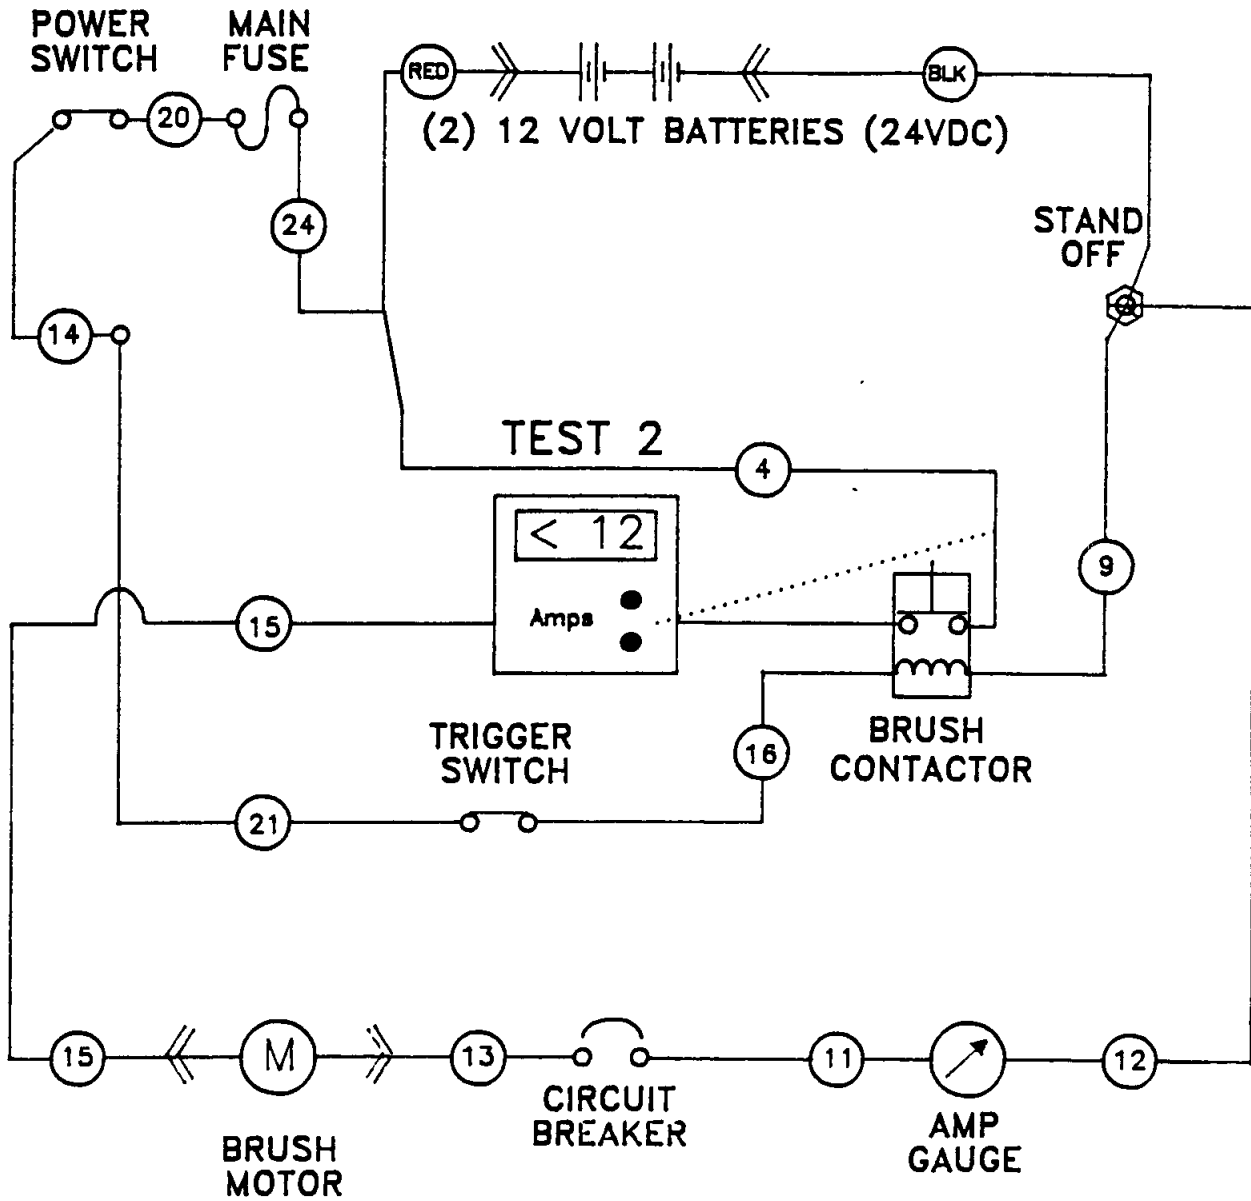 POWER
SWITCH
MAIN
FUSE
RED
BLK
20
(2) 12 VOLT BATTERIES (24VDC)
24
STAND
OFF
14
TEST 2
4
< 12
9
Amps
15
TRIGGER
SWITCH
16
BRUSH
CONTACTOR
21
15
M
13
11
12
CIRCUIT
BREAKER
AMP
GAUGE
BRUSH
MOTOR